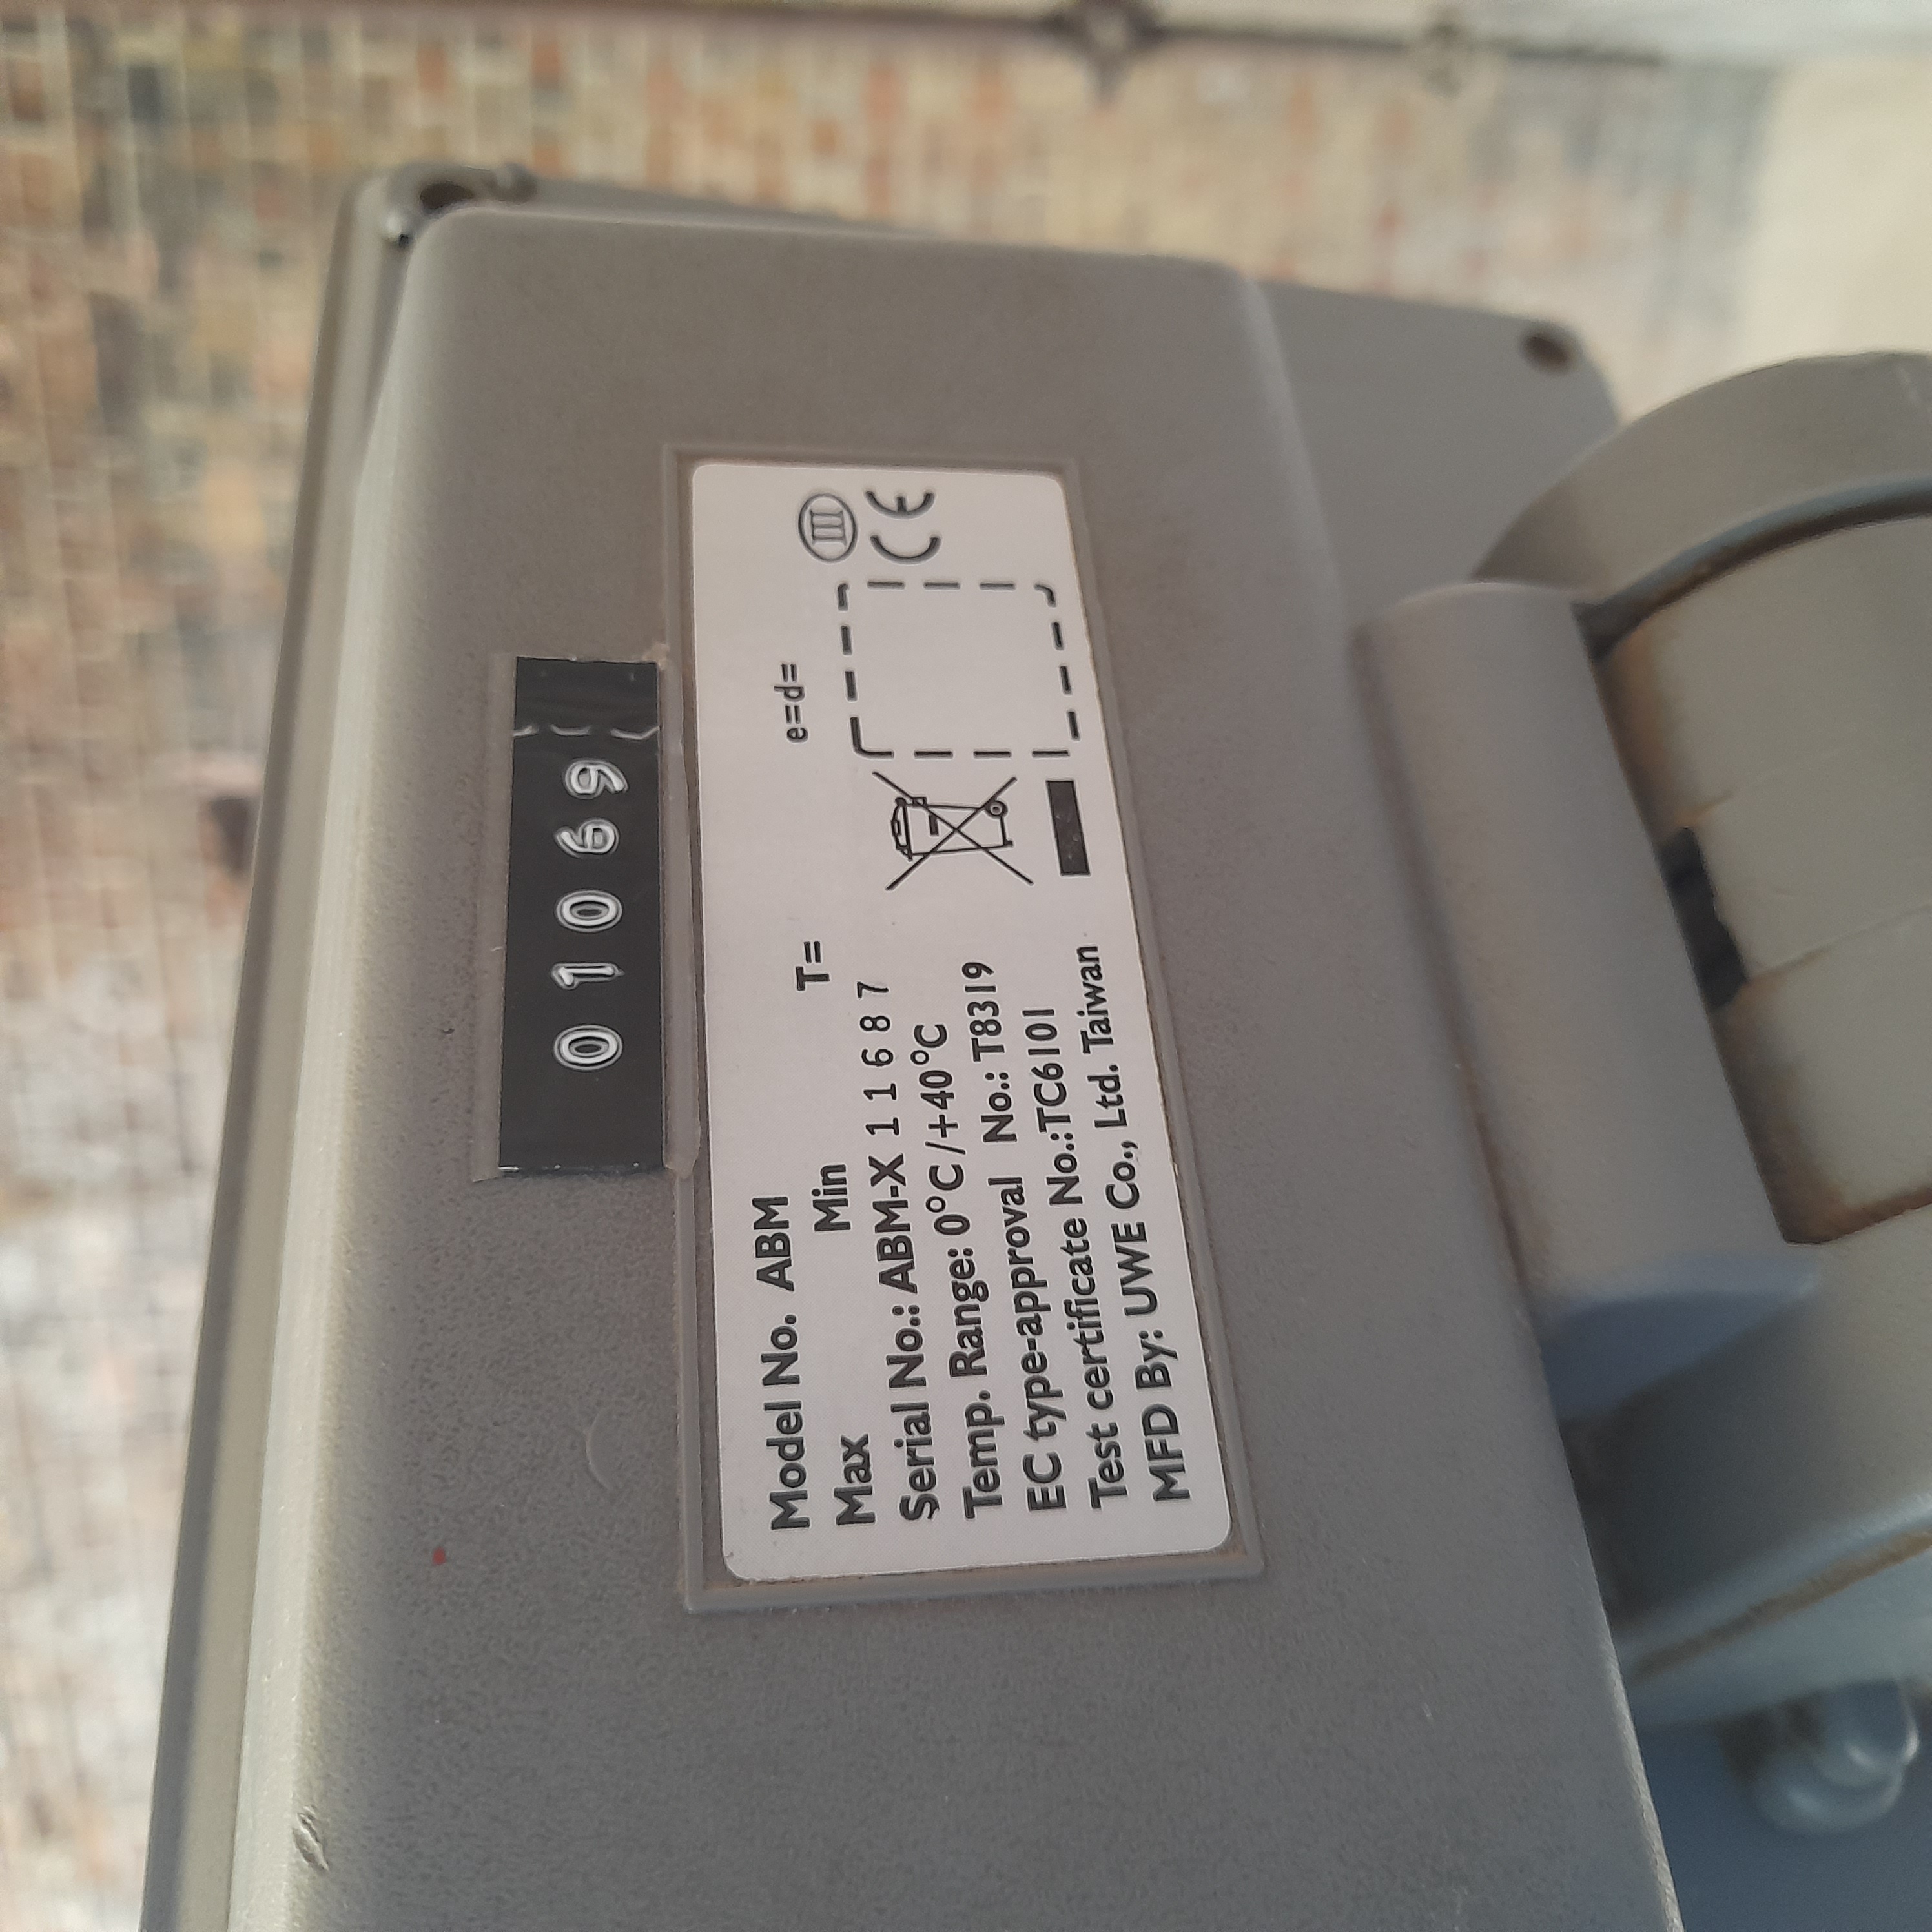 01069
Model No. ABM
Max Min T= e=d=
Serial No.: ABM-X 11687
Temp. Range: 0°C/+40°C
EC type-approval No.: T8319
Test certificate No.:TC6101
MFD By: UWE Co., Ltd. Taiwan
III
CE